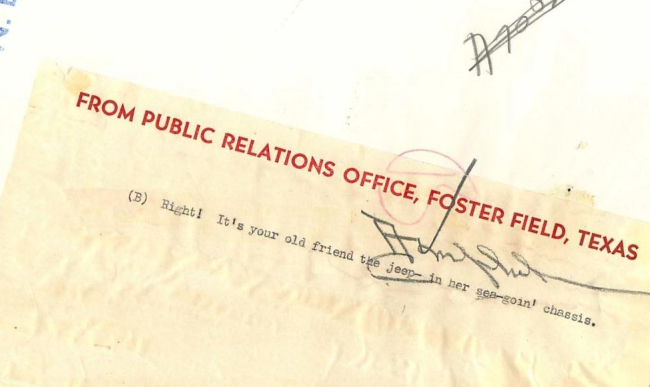 FROM PUBLIC RELATIONS OFFICE, FOSTER FIELD, TEXAS
(B) Right! It's your old friend the jeep- in her sea-goin' chassis.